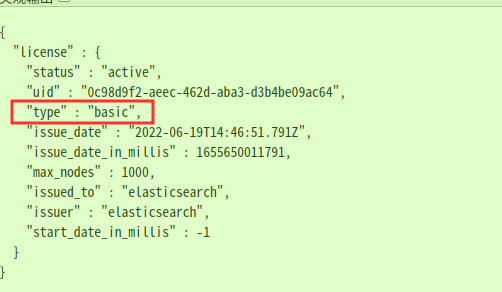 {
  "license" : {
    "status" : "active",
    "uid" : "0c98d9f2-aeec-462d-aba3-d3b4be09ac64",
    "type" : "basic",
    "issue_date" : "2022-06-19T14:46:51.791Z",
    "issue_date_in_millis" : 1655650011791,
    "max_nodes" : 1000,
    "issued_to" : "elasticsearch",
    "issuer" : "elasticsearch",
    "start_date_in_millis" : -1
  }
}